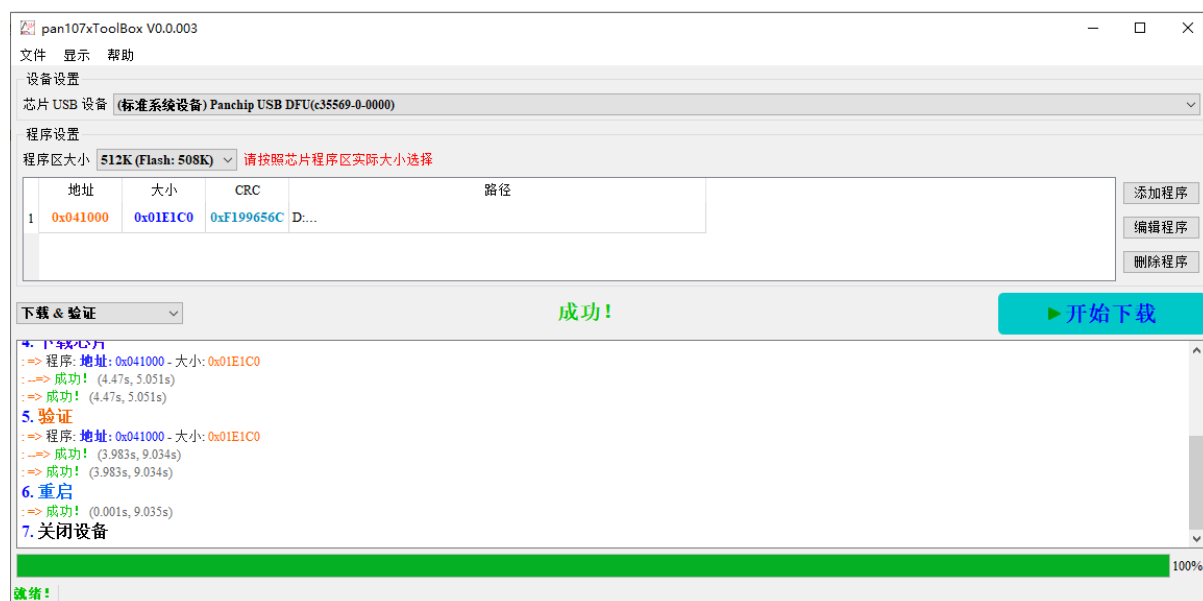 pan107xToolBox V0.0.003
文件 显示 帮助
设备设置
芯片 USB 设备 (标准系统设备) Panchip USB DFU(c35569-0-0000)
程序设置
程序区大小 512K (Flash: 508K) 请按照芯片程序区实际大小选择
地址 大小 CRC 路径
1 0x041000 0x01E1C0 0xF199656C D:...
添加程序
编辑程序
删除程序
下载 & 验证 成功! 开始下载
4. 下载芯片
: => 程序: 地址: 0x041000 - 大小: 0x01E1C0
: --=> 成功! (4.47s, 5.051s)
: => 成功! (4.47s, 5.051s)
5. 验证
: => 程序: 地址: 0x041000 - 大小: 0x01E1C0
: --=> 成功! (3.983s, 9.034s)
: => 成功! (3.983s, 9.034s)
6. 重启
: => 成功! (0.001s, 9.035s)
7. 关闭设备
100%
就绪!